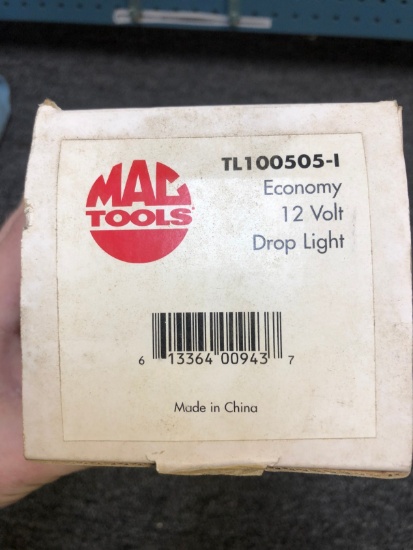 MAC
TOOLS
TL100505-I
Economy
12 Volt
Drop Light
6 13364 00943 7
Made in China